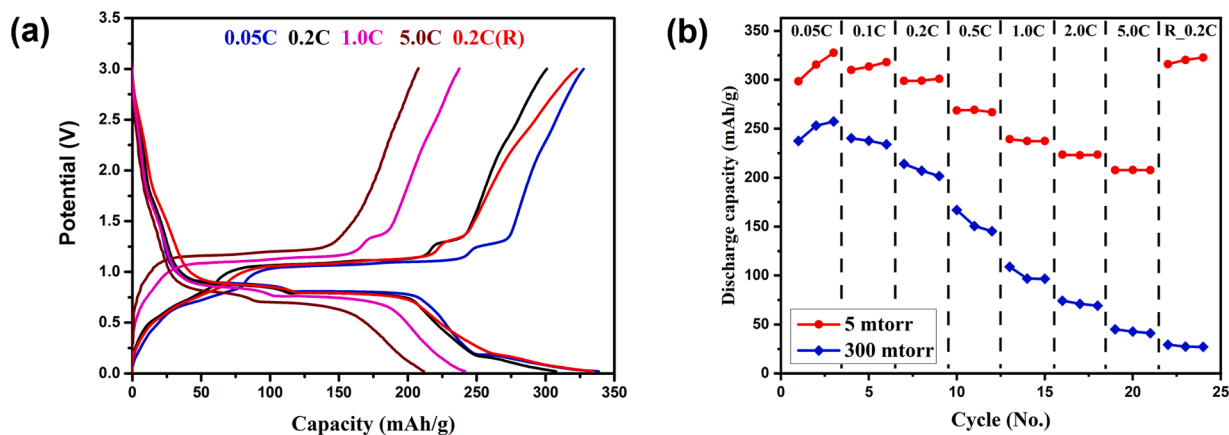 (a)
0.05C 0.2C 1.0C 5.0C 0.2C(R)
Potential (V)
3.5
3.0
2.5
2.0
1.5
1.0
0.5
0.0
0 50 100 150 200 250 300 350
Capacity (mAh/g)
(b)
0.05C 0.1C 0.2C 0.5C 1.0C 2.0C 5.0C R_0.2C
Discharge capacity (mAh/g)
350
300
250
200
150
100
50
0
5 mtorr
300 mtorr
0 5 10 15 20 25
Cycle (No.)